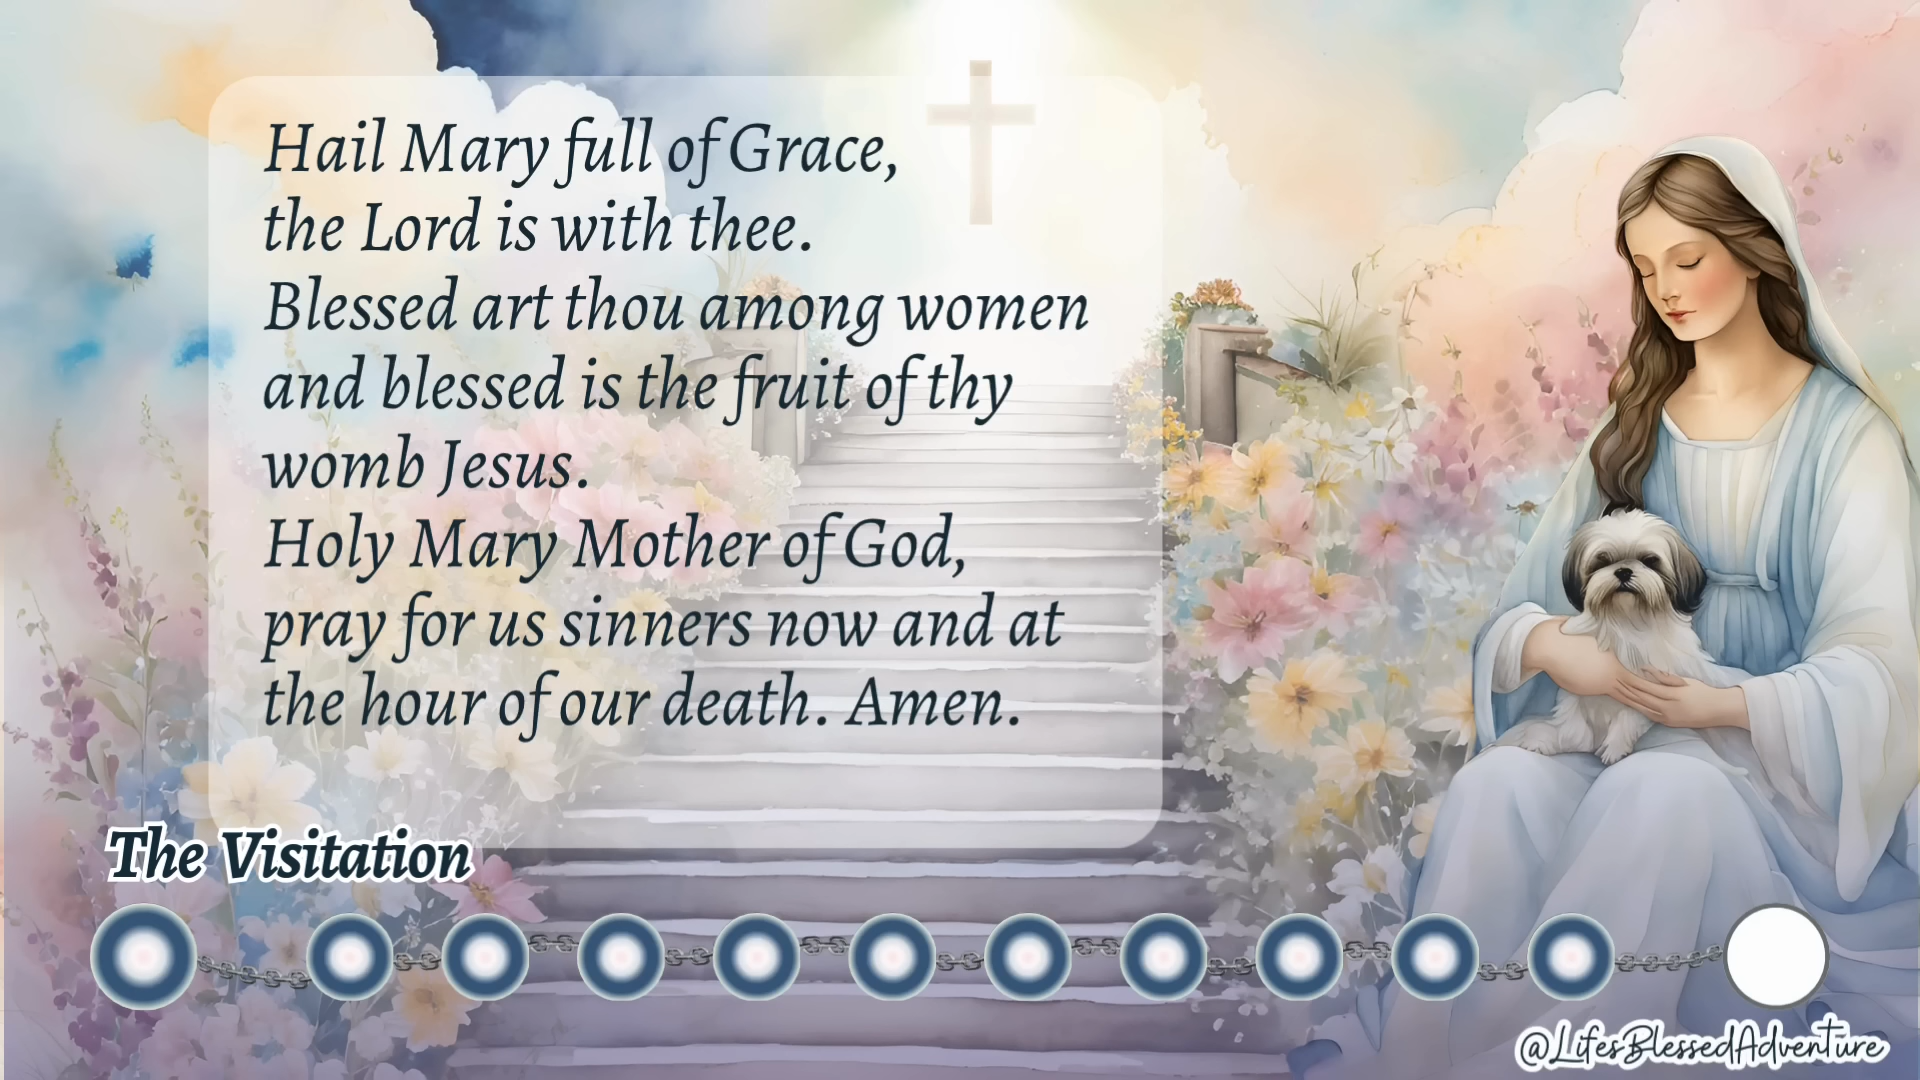 Hail Mary full of Grace,
the Lord is with thee.
Blessed art thou among women
and blessed is the fruit of thy
womb Jesus.
Holy Mary Mother of God,
pray for us sinners now and at
the hour of our death. Amen.
The Visitation
@LifesBlessedAdventure